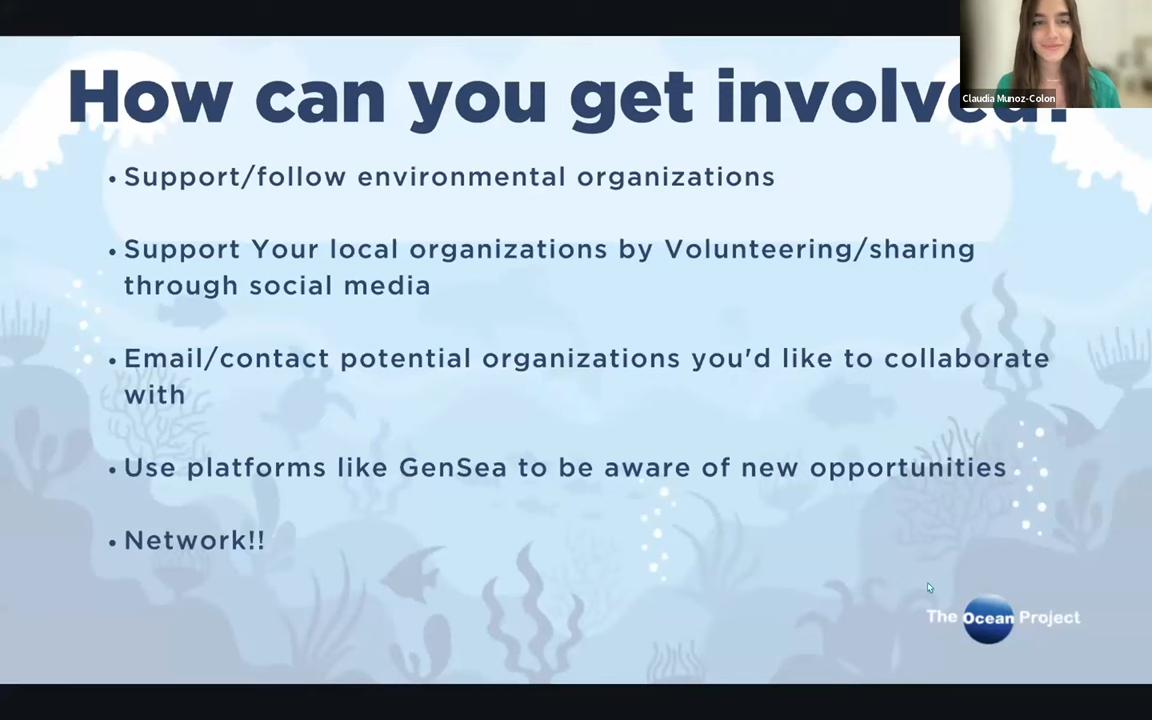 How can you get involved?
Claudia Munoz-Colon
• Support/follow environmental organizations
• Support Your local organizations by Volunteering/sharing
through social media
• Email/contact potential organizations you'd like to collaborate
with
• Use platforms like GenSea to be aware of new opportunities
• Network!!
The Ocean Project